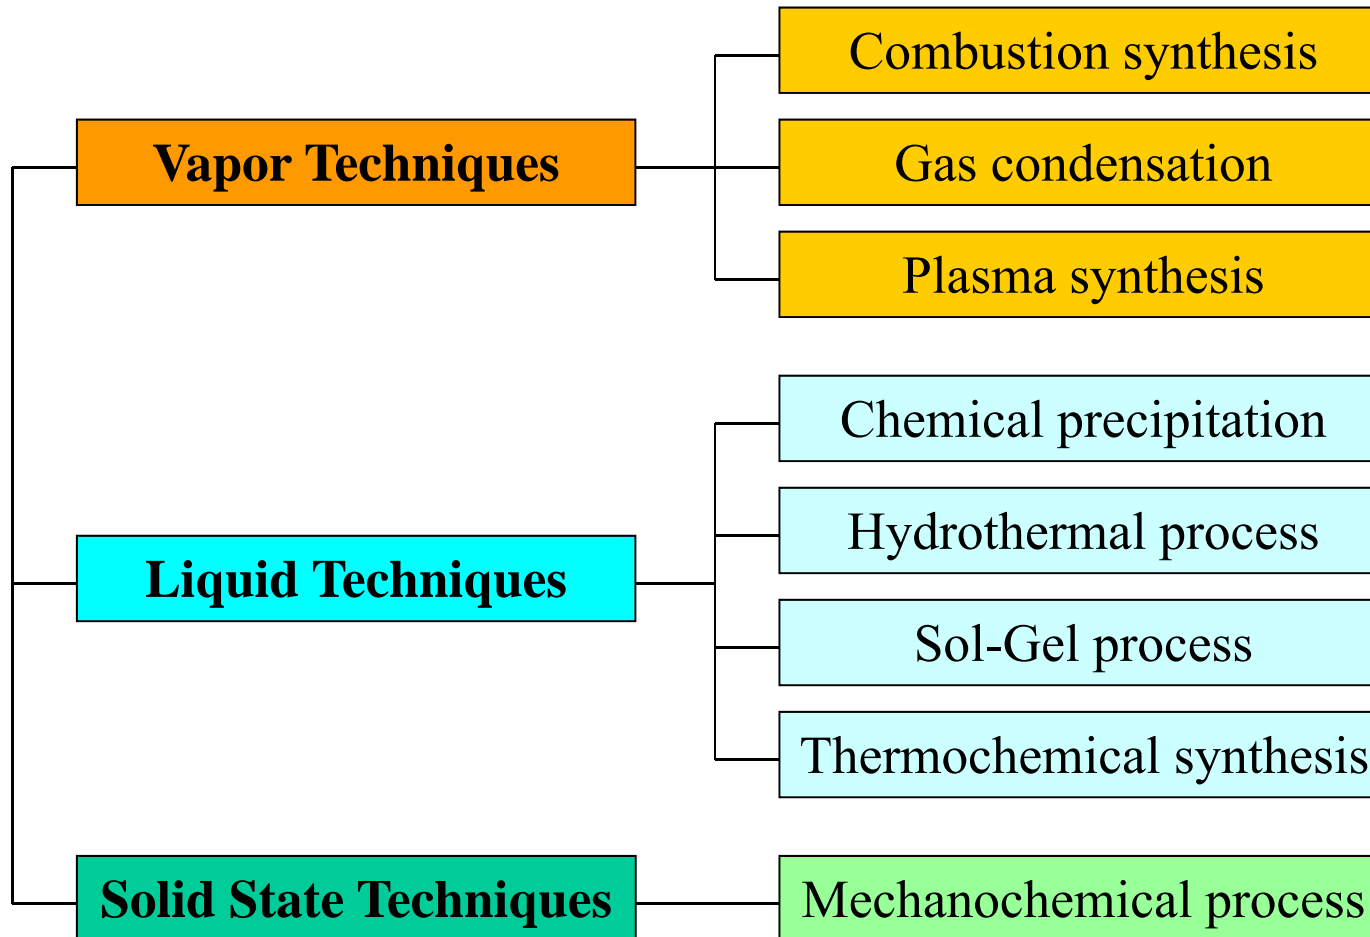 Vapor Techniques
Combustion synthesis
Gas condensation
Plasma synthesis
Liquid Techniques
Chemical precipitation
Hydrothermal process
Sol-Gel process
Thermochemical synthesis
Solid State Techniques
Mechanochemical process